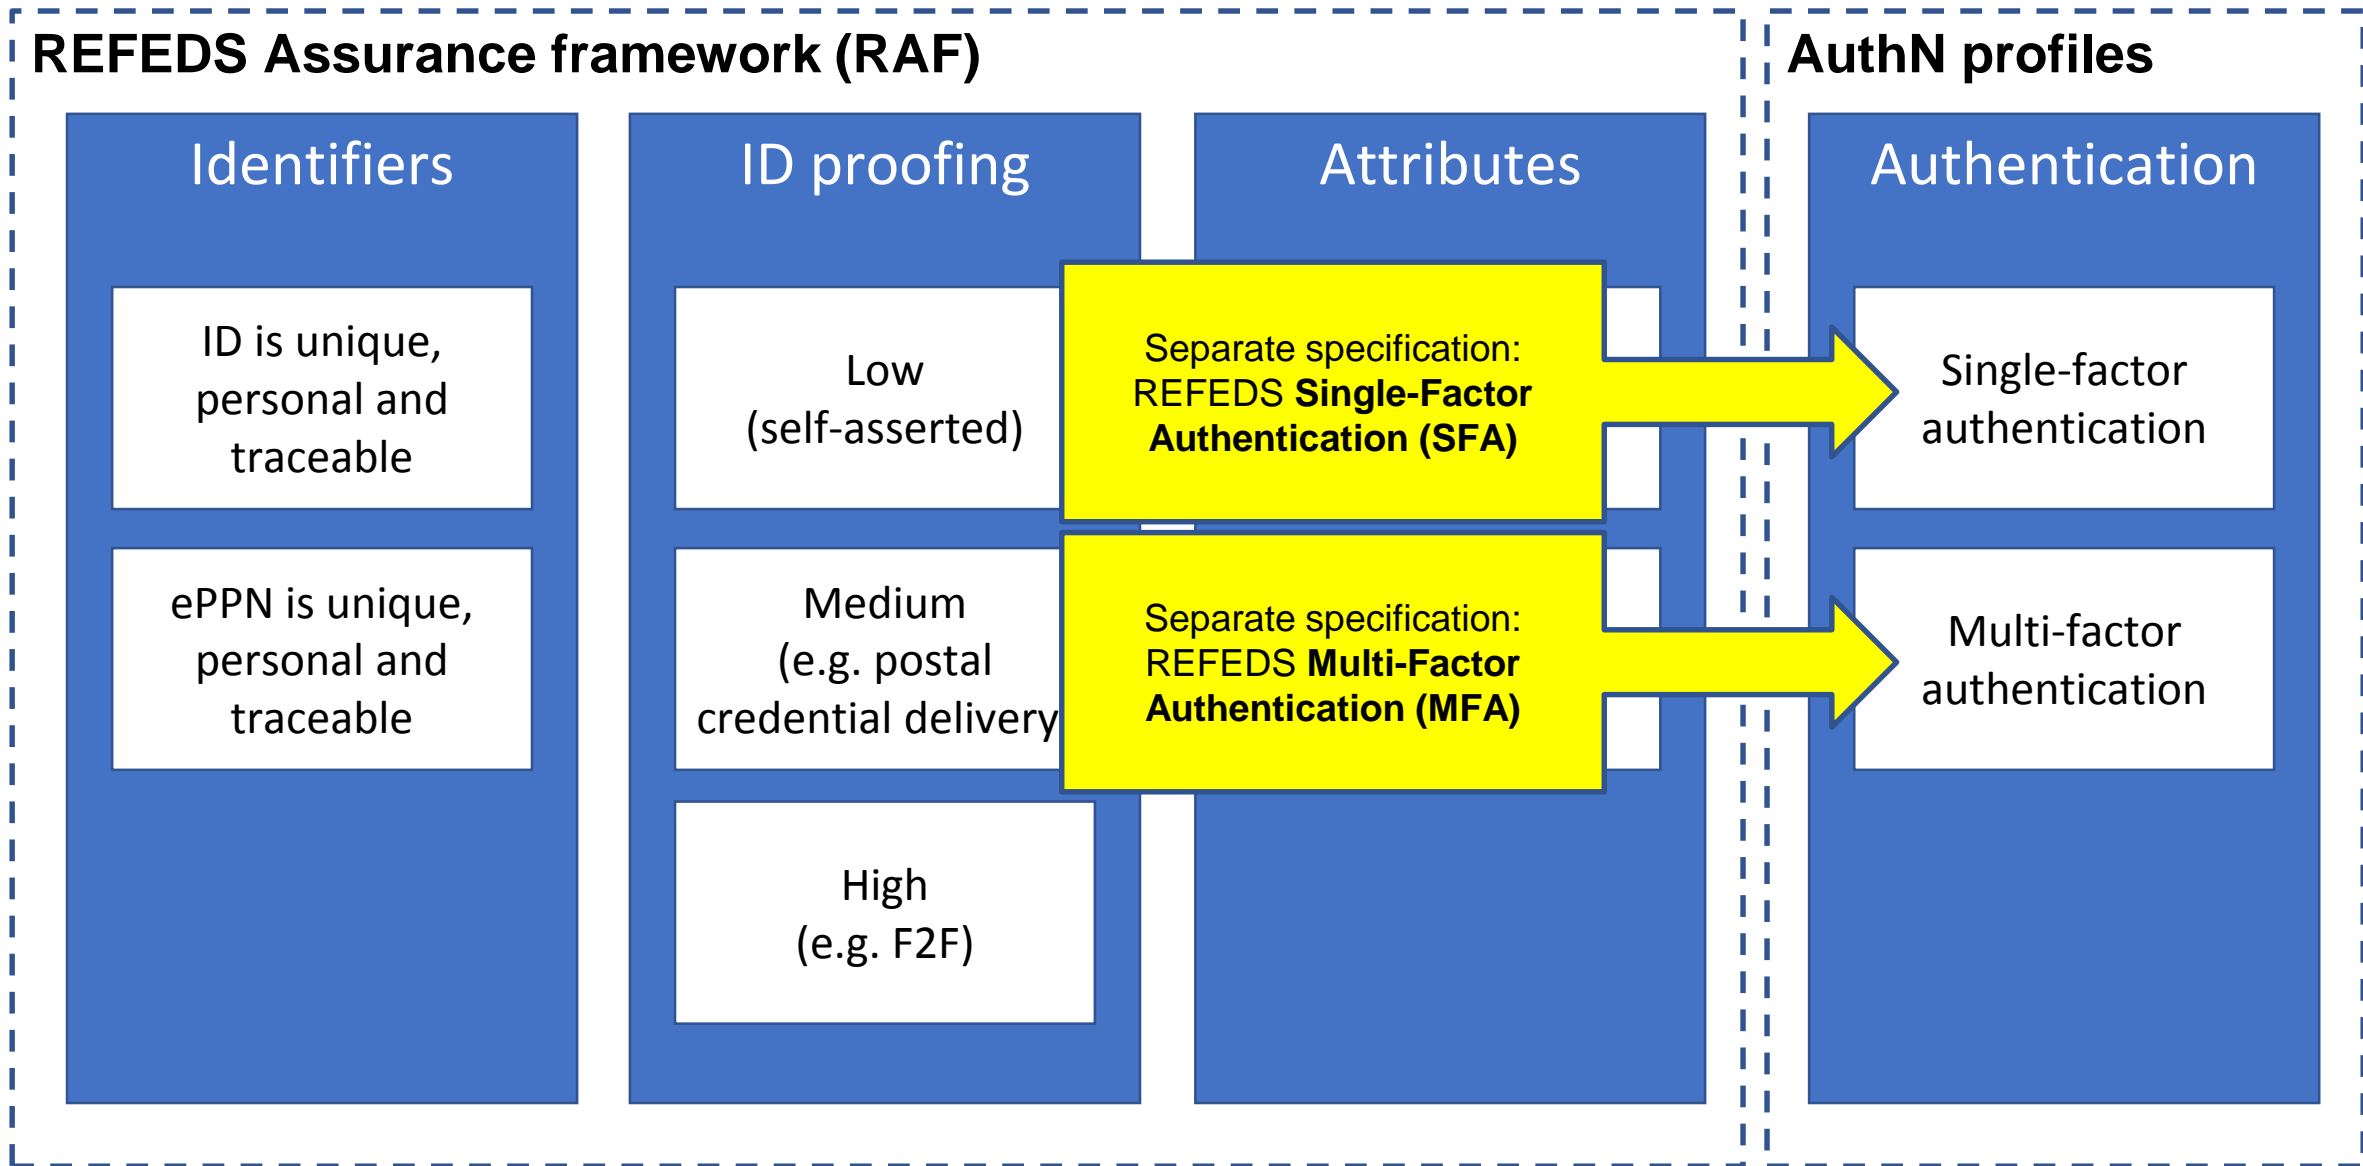 REFEDS Assurance framework (RAF)
Identifiers
ID is unique,
personal and
traceable
ePPN is unique,
personal and
traceable
ID proofing
Low
(self-asserted)
Medium
(e.g. postal
credential delivery
High
(e.g. F2F)
Attributes
Separate specification:
REFEDS Single-Factor
Authentication (SFA)
Separate specification:
REFEDS Multi-Factor
Authentication (MFA)
AuthN profiles
Authentication
Single-factor
authentication
Multi-factor
authentication